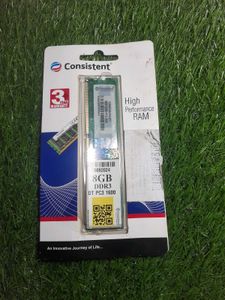 Consistent
3
High
Performance
RAM
8GB
DDR3
DT PC3 1600
An Innovative Journey of Life...